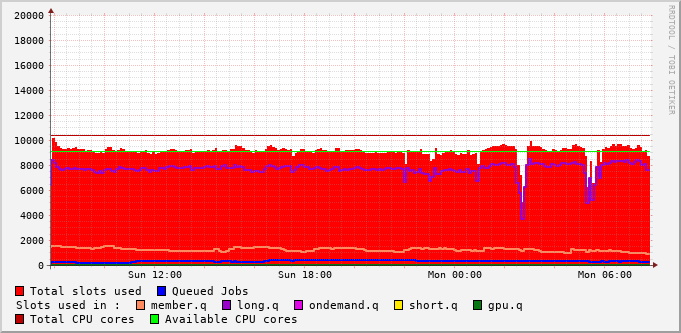 20000
18000
16000
14000
12000
10000
8000
6000
4000
2000
0
Sun 12:00 Sun 18:00 Mon 00:00 Mon 06:00
RRDTOOL / TOBI OETIKER
Total slots used Queued Jobs
Slots used in : member.q long.q ondemand.q short.q gpu.q
Total CPU cores Available CPU cores